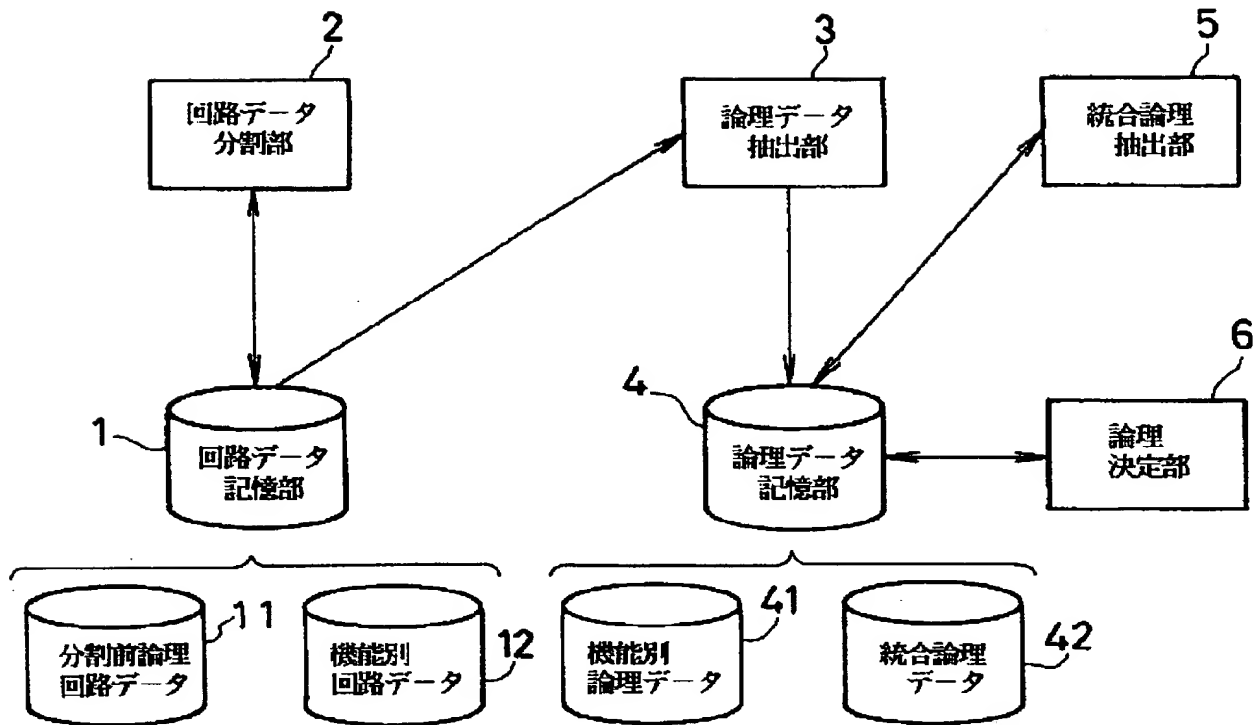 2
回路データ
分割部
3
論理データ
抽出部
5
統合論理
抽出部
1
回路データ
記憶部
4
論理データ
記憶部
6
論理
決定部
分割前論理
回路データ
11
機能別
回路データ
12
機能別
論理データ
41
統合論理
データ
42